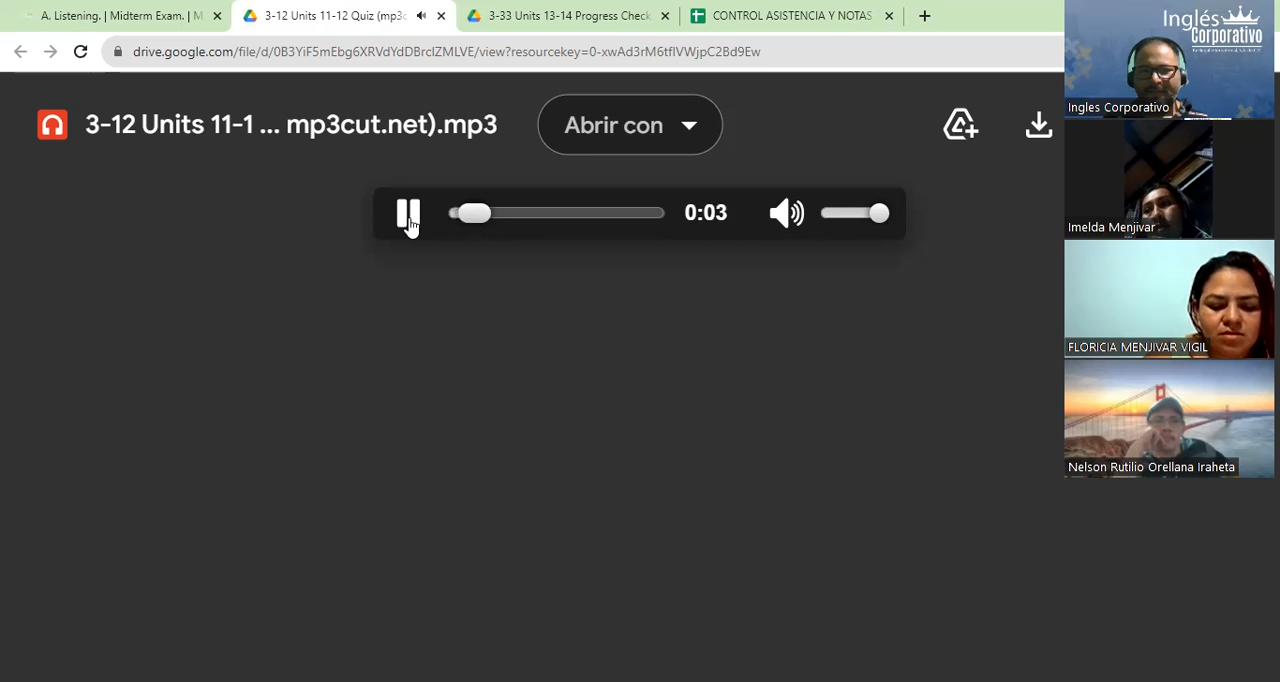 A. Listening. | Midterm Exam. | M
3-12 Units 11-12 Quiz (mp3c
3-33 Units 13-14 Progress Check
CONTROL ASISTENCIA Y NOTAS
drive.google.com/file/d/0B3YiF5mEbg6XRVdYdDBrclZMLVE/view?resourcekey=0-xwAd3rM6tflVWjpC2Bd9Ew
3-12 Units 11-1 ... mp3cut.net).mp3
Abrir con
0:03
Inglés
Corporativo
Ingles Corporativo
Imelda Menjivar
FLORICIA MENJIVAR VIGIL
Nelson Rutilio Orellana Iraheta